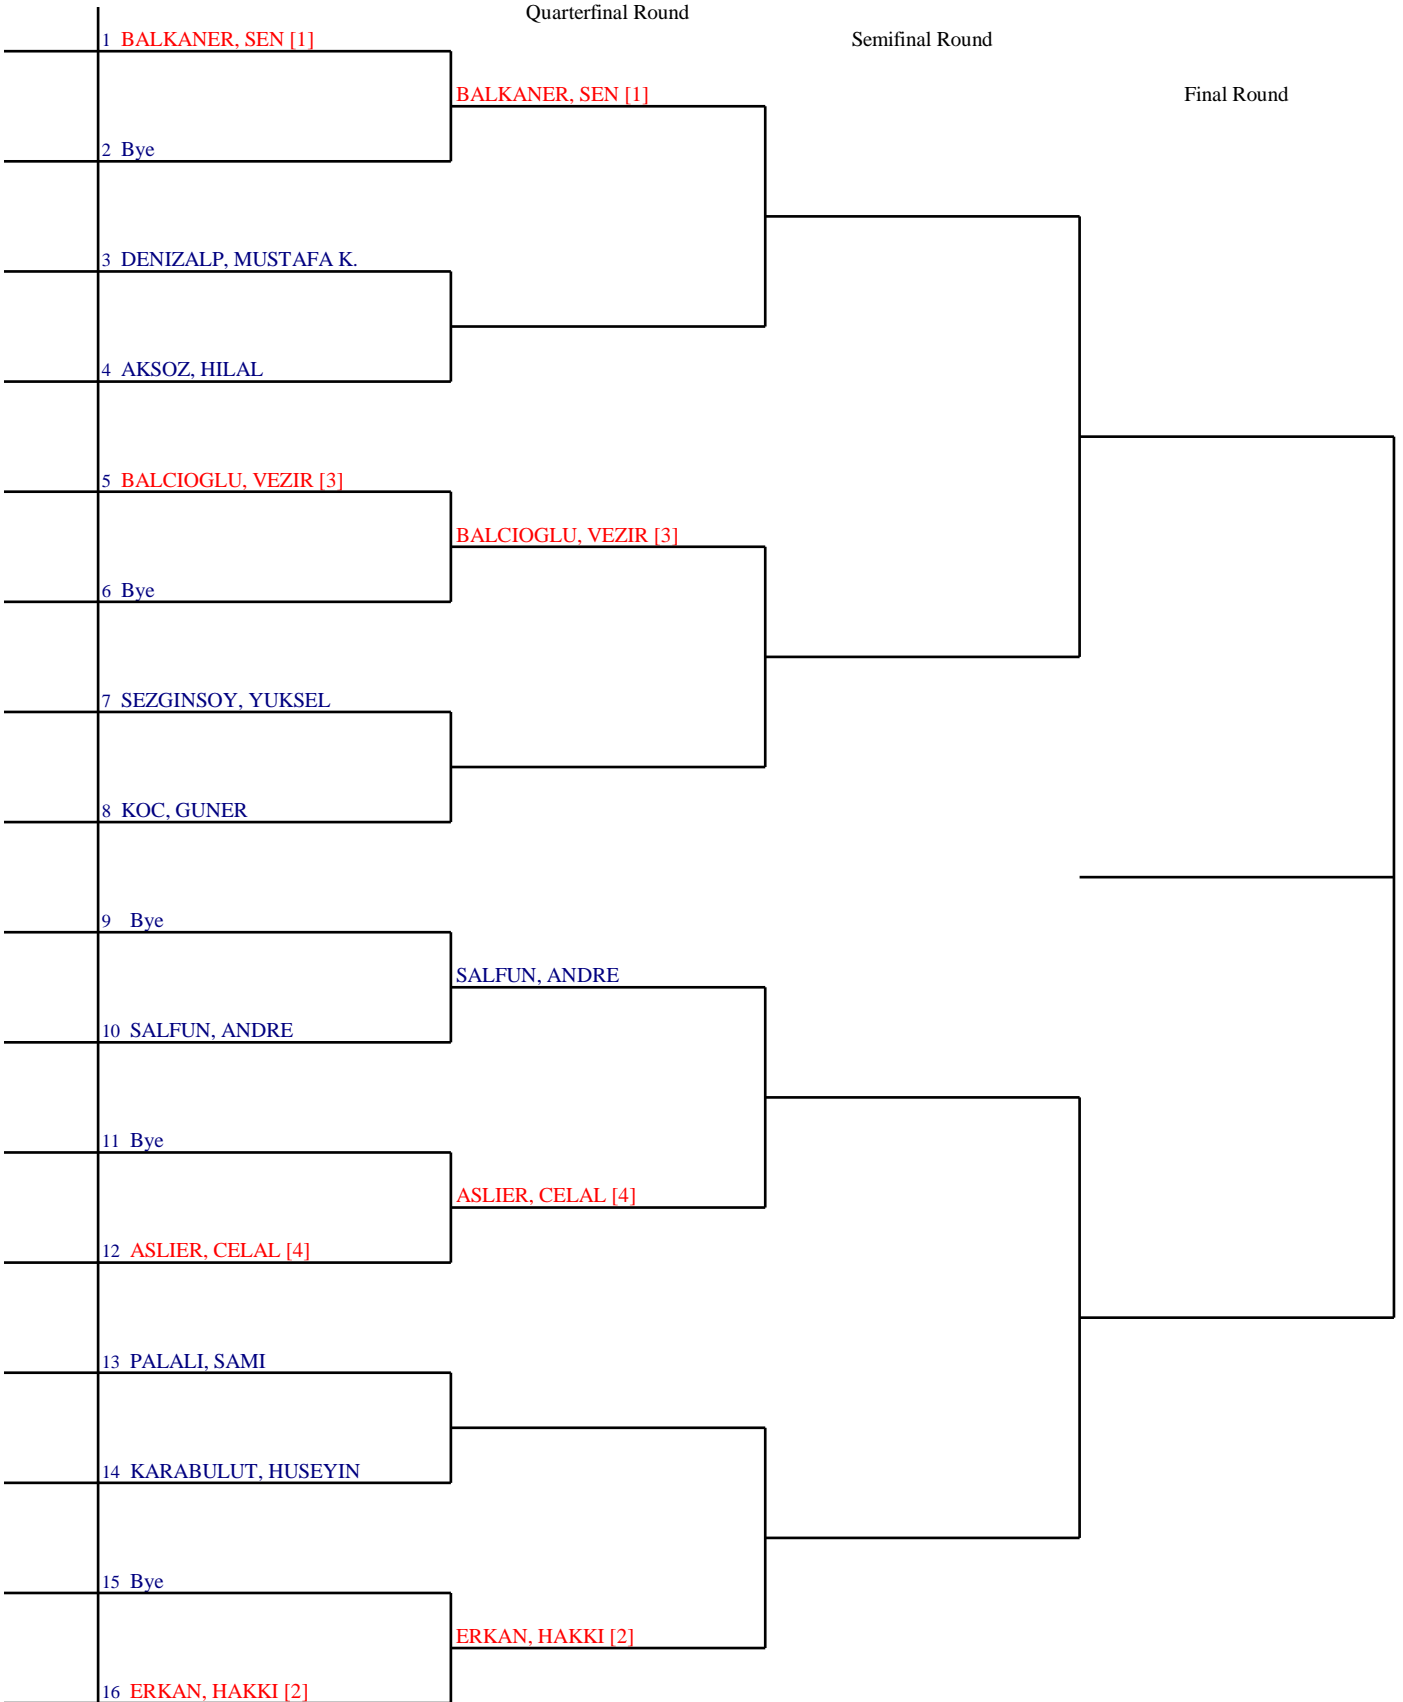 Quarterfinal Round
Semifinal Round
Final Round
1 BALKANER, SEN [1]
BALKANER, SEN [1]
2 Bye
3 DENIZALP, MUSTAFA K.
4 AKSOZ, HILAL
5 BALCIOGLU, VEZIR [3]
BALCIOGLU, VEZIR [3]
6 Bye
7 SEZGINSOY, YUKSEL
8 KOC, GUNER
9 Bye
SALFUN, ANDRE
10 SALFUN, ANDRE
11 Bye
ASLIER, CELAL [4]
12 ASLIER, CELAL [4]
13 PALALI, SAMI
14 KARABULUT, HUSEYIN
15 Bye
ERKAN, HAKKI [2]
16 ERKAN, HAKKI [2]